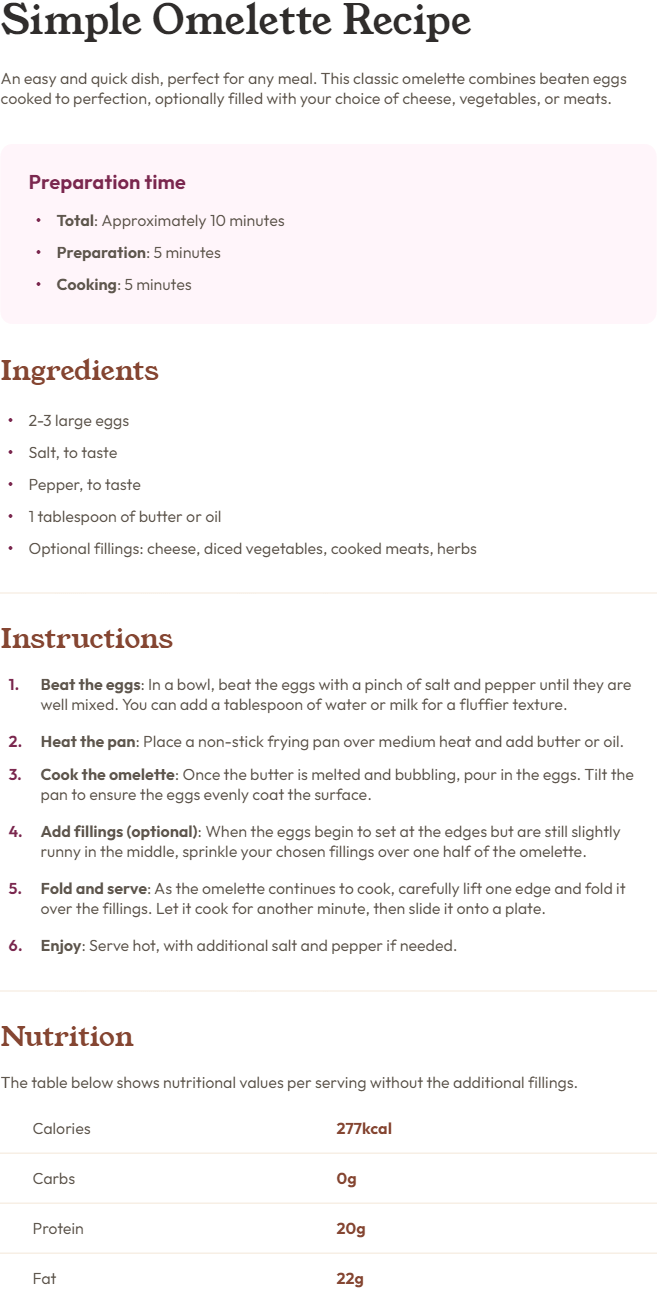 Simple Omelette Recipe
An easy and quick dish, perfect for any meal. This classic omelette combines beaten eggs
cooked to perfection, optionally filled with your choice of cheese, vegetables, or meats.
Preparation time
• Total: Approximately 10 minutes
• Preparation: 5 minutes
• Cooking: 5 minutes
Ingredients
• 2-3 large eggs
• Salt, to taste
• Pepper, to taste
• 1 tablespoon of butter or oil
• Optional fillings: cheese, diced vegetables, cooked meats, herbs
Instructions
1. Beat the eggs: In a bowl, beat the eggs with a pinch of salt and pepper until they are
well mixed. You can add a tablespoon of water or milk for a fluffier texture.
2. Heat the pan: Place a non-stick frying pan over medium heat and add butter or oil.
3. Cook the omelette: Once the butter is melted and bubbling, pour in the eggs. Tilt the
pan to ensure the eggs evenly coat the surface.
4. Add fillings (optional): When the eggs begin to set at the edges but are still slightly
runny in the middle, sprinkle your chosen fillings over one half of the omelette.
5. Fold and serve: As the omelette continues to cook, carefully lift one edge and fold it
over the fillings. Let it cook for another minute, then slide it onto a plate.
6. Enjoy: Serve hot, with additional salt and pepper if needed.
Nutrition
The table below shows nutritional values per serving without the additional fillings.
Calories 277kcal
Carbs 0g
Protein 20g
Fat 22g